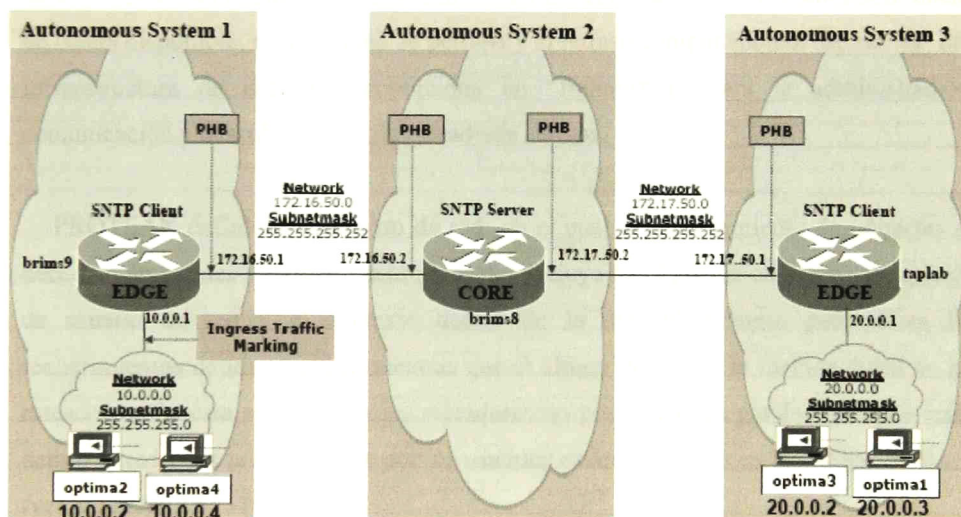 Autonomous System 1
Autonomous System 2
Autonomous System 3
PHB
PHB
PHB
PHB
Network
172.16.50.0
Subnetmask
255.255.255.252
Network
172.17.50.0
Subnetmask
255.255.255.252
SNTP Client
SNTP Server
SNTP Client
brims9
172.16.50.1
172.16.50.2
172.17..50.2
172.17..50.1
taplab
EDGE
CORE
EDGE
brims8
10.0.0.1
20.0.0.1
Ingress Traffic
Marking
Network
10.0.0.0
Subnetmask
255.255.255.0
Network
20.0.0.0
Subnetmask
255.255.255.0
optima2
optima4
optima3
optima1
10.0.0.2
10.0.0.4
20.0.0.2
20.0.0.3